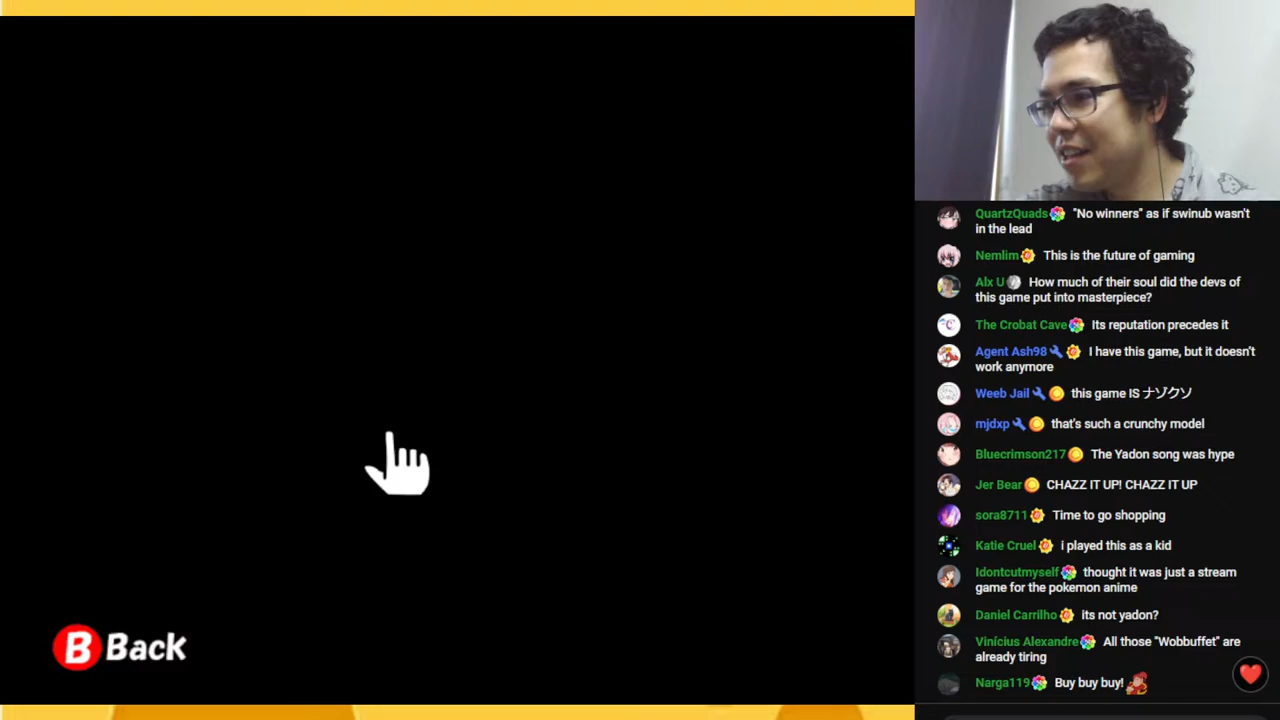 QuartzQuads "No winners" as if swinub wasn't
in the lead
Nemlim This is the future of gaming
Alx U How much of their soul did the devs of
this game put into masterpiece?
The Crobat Cave Its reputation precedes it
Agent Ash98 I have this game, but it doesn't
work anymore
Weeb Jail this game IS ナゾクソ
mjdxp that's such a crunchy model
Bluecrimson217 The Yadon song was hype
Jer Bear CHAZZ IT UP! CHAZZ IT UP
sora8711 Time to go shopping
Katie Cruel i played this as a kid
Idontcutmyself thought it was just a stream
game for the pokemon anime
Daniel Carrilho its not yadon?
Vinícius Alexandre All those "Wobbuffet" are
already tiring
Narga119 Buy buy buy!
B Back